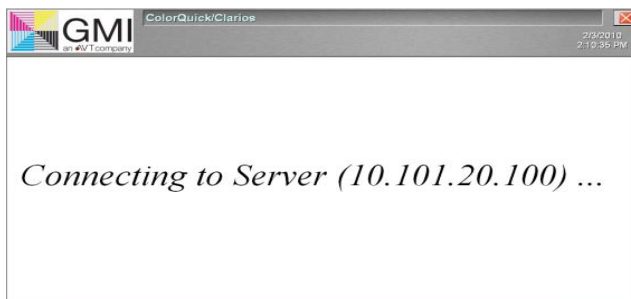 GMI
an AVT company
ColorQuick/Clarios
2/3/2010
2:10:35 PM
Connecting to Server (10.101.20.100) ...